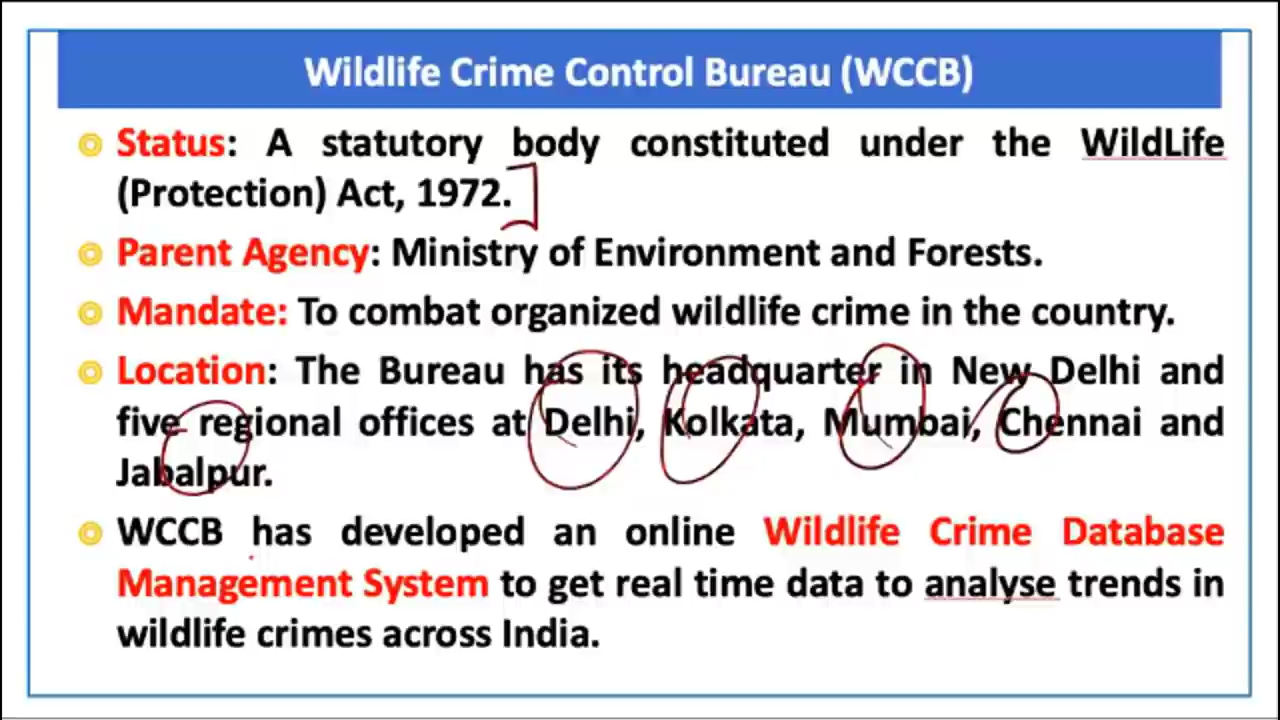 Wildlife Crime Control Bureau (WCCB)
Status: A statutory body constituted under the WildLife
(Protection) Act, 1972.
Parent Agency: Ministry of Environment and Forests.
Mandate: To combat organized wildlife crime in the country.
Location: The Bureau has its headquarter in New Delhi and
five regional offices at Delhi, Kolkata, Mumbai, Chennai and
Jabalpur.
WCCB has developed an online Wildlife Crime Database
Management System to get real time data to analyse trends in
wildlife crimes across India.